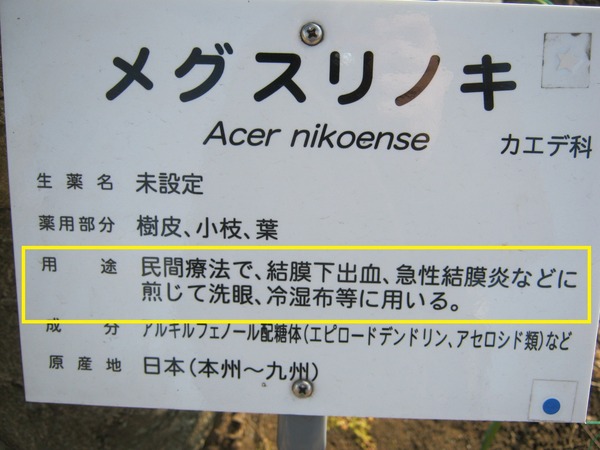 メグスリノキ
Acer nikoense
カエデ科
生薬名 未設定
薬用部分 樹皮、小枝、葉
用途 民間療法で、結膜下出血、急性結膜炎などに
煎じて洗眼、冷湿布等に用いる。
成分 アルキルフェノール配糖体(エピロードデンドリン、アセロシド類)など
原産地 日本(本州〜九州)